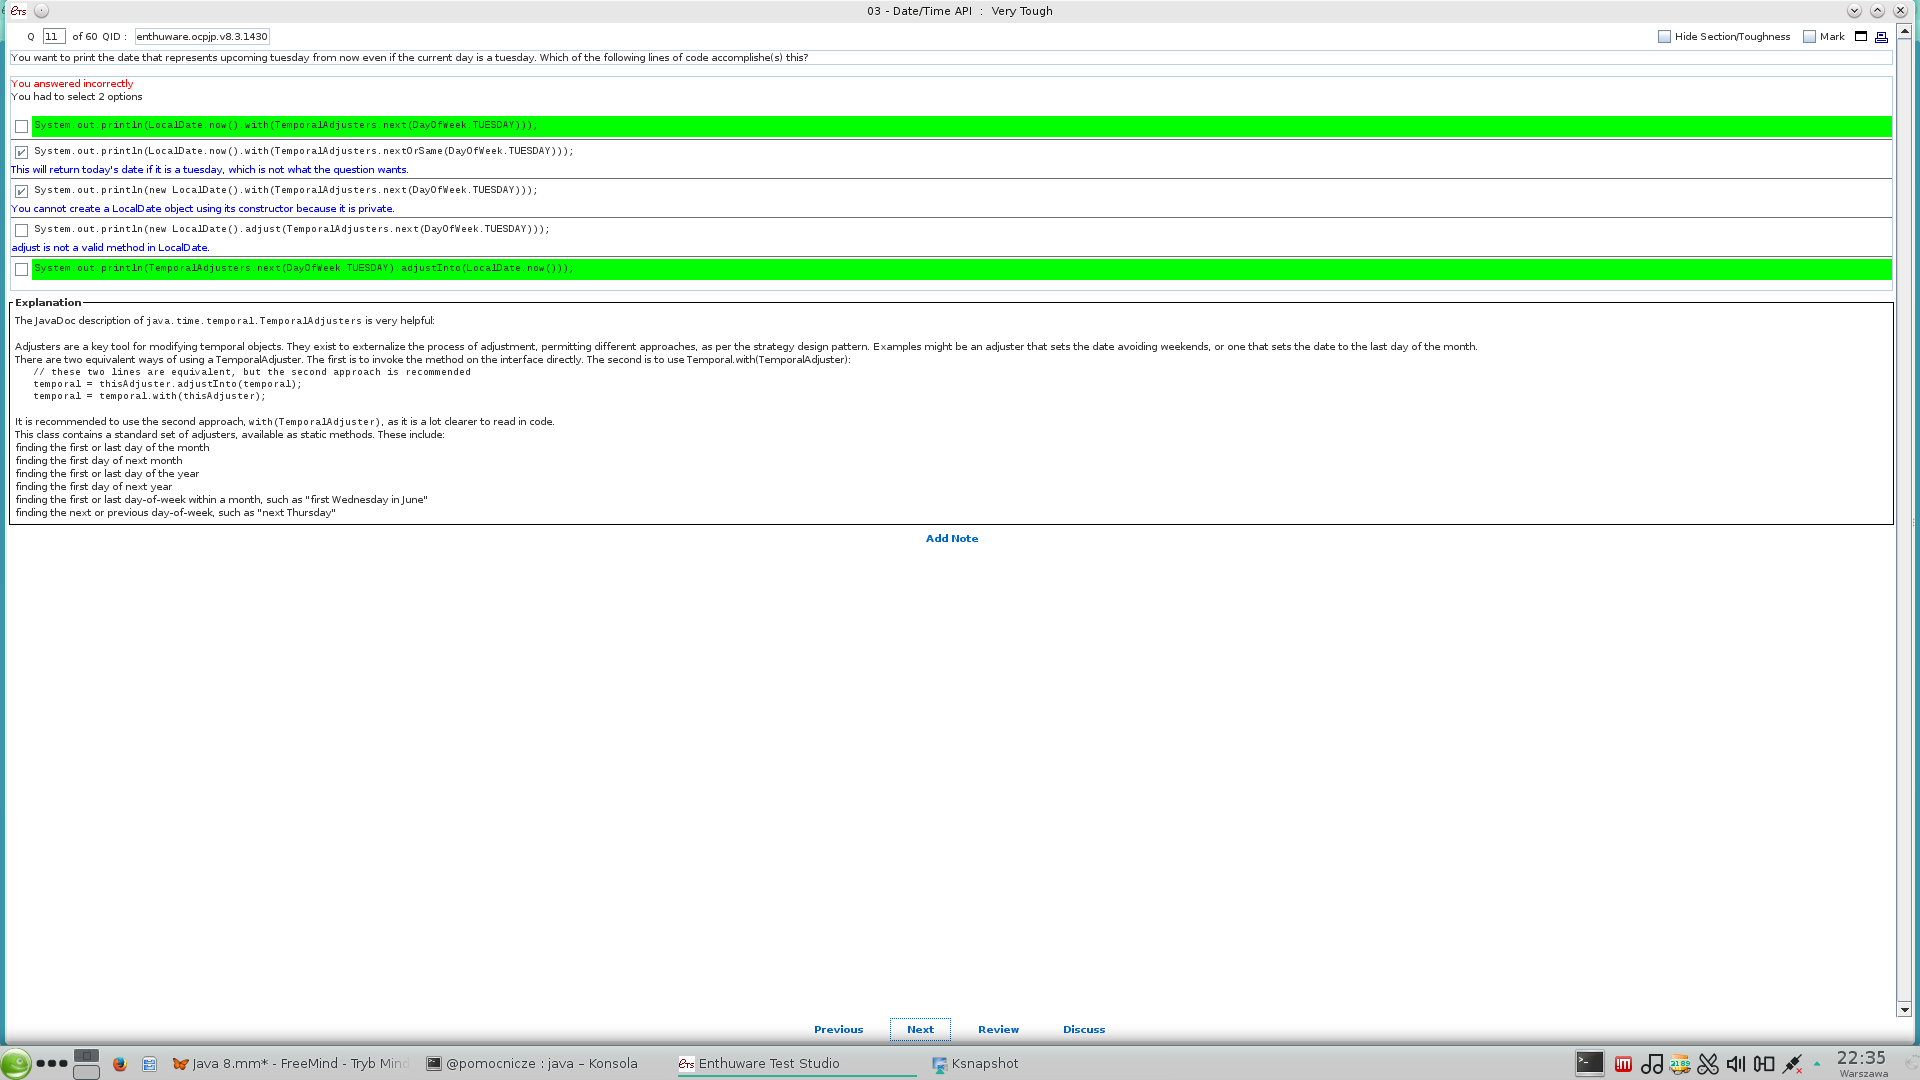 ETS
03 - Date/Time API : Very Tough
Q 11 of 60 QID : enthuware.ocpjp.v8.3.1430 Hide Section/Toughness Mark
You want to print the date that represents upcoming tuesday from now even if the current day is a tuesday. Which of the following lines of code accomplishe(s) this?
You answered incorrectly
You had to select 2 options
System.out.println(LocalDate.now().with(TemporalAdjusters.next(DayOfWeek.TUESDAY)));
System.out.println(LocalDate.now().with(TemporalAdjusters.nextOrSame(DayOfWeek.TUESDAY)));
This will return today's date if it is a tuesday, which is not what the question wants.
System.out.println(new LocalDate().with(TemporalAdjusters.next(DayOfWeek.TUESDAY)));
You cannot create a LocalDate object using its constructor because it is private.
System.out.println(new LocalDate().adjust(TemporalAdjusters.next(DayOfWeek.TUESDAY)));
adjust is not a valid method in LocalDate.
System.out.println(TemporalAdjusters.next(DayOfWeek.TUESDAY).adjustInto(LocalDate.now()));
Explanation
The JavaDoc description of java.time.temporal.TemporalAdjusters is very helpful:
Adjusters are a key tool for modifying temporal objects. They exist to externalize the process of adjustment, permitting different approaches, as per the strategy design pattern. Examples might be an adjuster that sets the date avoiding weekends, or one that sets the date to the last day of the month.
There are two equivalent ways of using a TemporalAdjuster. The first is to invoke the method on the interface directly. The second is to use Temporal.with(TemporalAdjuster):
// these two lines are equivalent, but the second approach is recommended
temporal = thisAdjuster.adjustInto(temporal);
temporal = temporal.with(thisAdjuster);
It is recommended to use the second approach, with(TemporalAdjuster), as it is a lot clearer to read in code.
This class contains a standard set of adjusters, available as static methods. These include:
finding the first or last day of the month
finding the first day of next month
finding the first or last day of the year
finding the first day of next year
finding the first or last day-of-week within a month, such as "first Wednesday in June"
finding the next or previous day-of-week, such as "next Thursday"
Add Note
Previous Next Review Discuss
Java 8.mm* - FreeMind - Tryb Mind @pomocnicze : java – Konsola ETS Enthuware Test Studio Ksnapshot 22:35
Warszawa